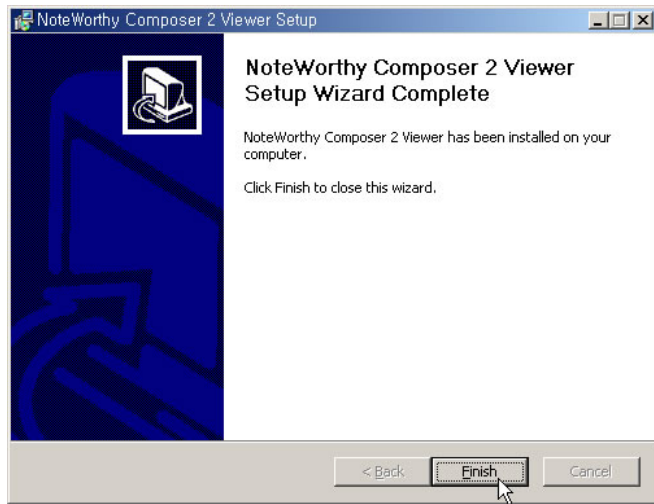 NoteWorthy Composer 2 Viewer Setup
NoteWorthy Composer 2 Viewer
Setup Wizard Complete
NoteWorthy Composer 2 Viewer has been installed on your
computer.
Click Finish to close this wizard.
< Back Finish Cancel